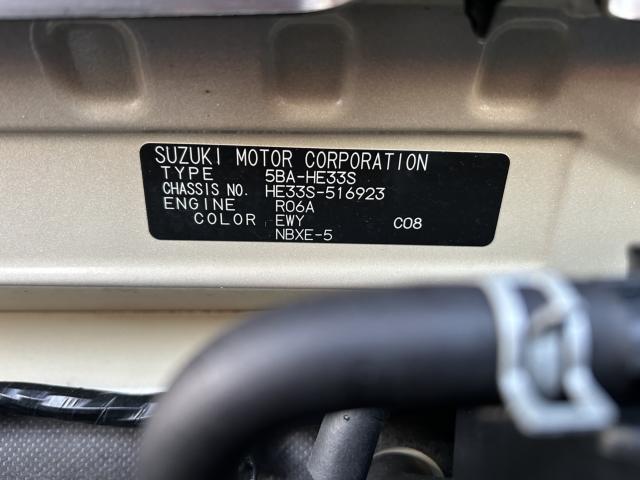 SUZUKI MOTOR CORPORATION
TYPE 5BA-HE33S
CHASSIS NO. HE33S-516923
ENGINE R06A
COLOR EWY C08
NBXE-5